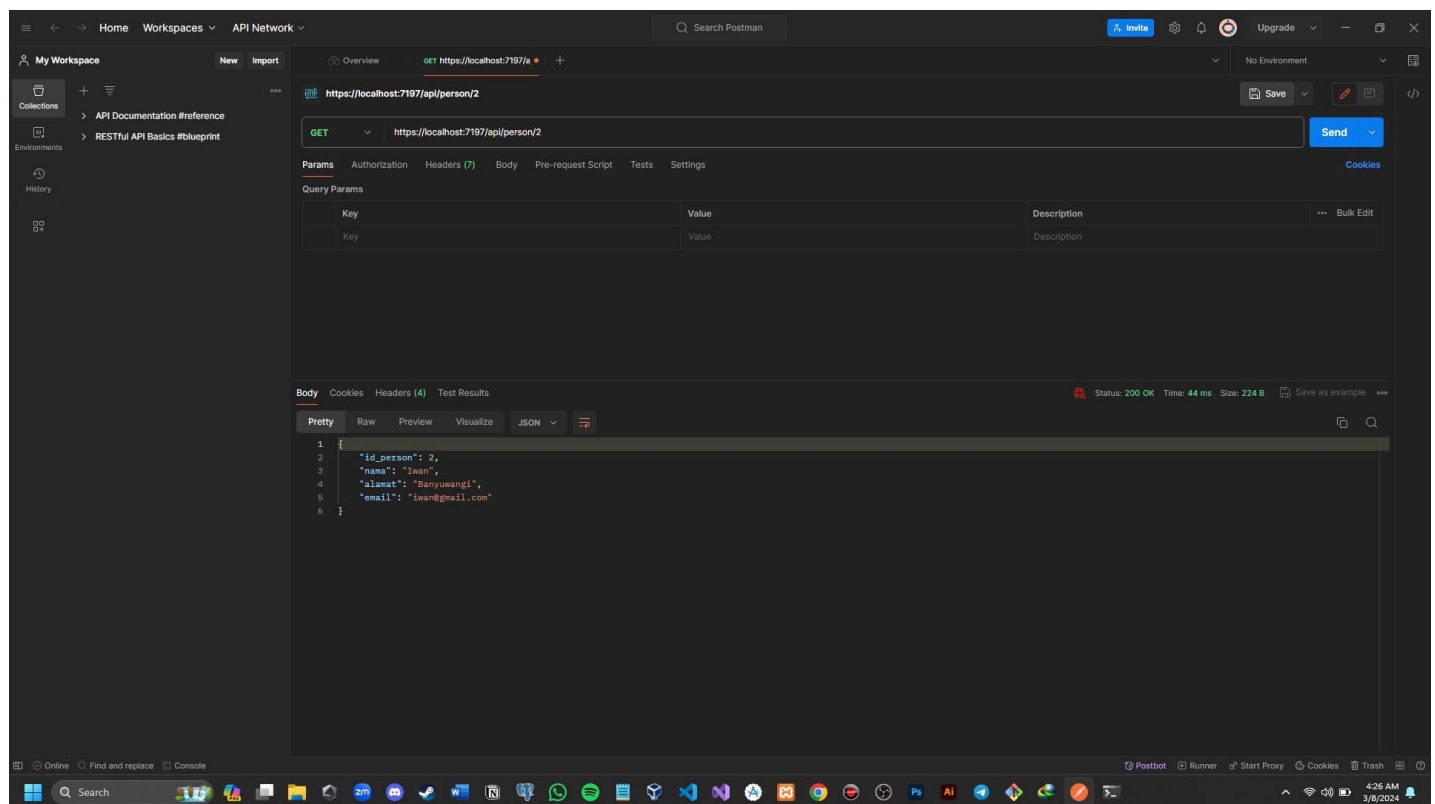 Home Workspaces API Network Search Postman Invite Upgrade
My Workspace New Import Overview GET https://localhost:7197/a No Environment
Collections
Environments
History
API Documentation #reference
RESTful API Basics #blueprint
https://localhost:7197/api/person/2 Save
GET https://localhost:7197/api/person/2 Send
Params Authorization Headers (7) Body Pre-request Script Tests Settings Cookies
Query Params
Key Value Description Bulk Edit
Key Value Description
Body Cookies Headers (4) Test Results Status: 200 OK Time: 44 ms Size: 224 B Save as example
Pretty Raw Preview Visualize JSON
1 {
2 "id_person": 2,
3 "nama": "Iwan",
4 "alamat": "Banyuwangi",
5 "email": "iwan@gmail.com"
6 }
Online Find and replace Console Postbot Runner Start Proxy Cookies Trash
Search zm Ps Ai 4:26 AM
3/8/2024